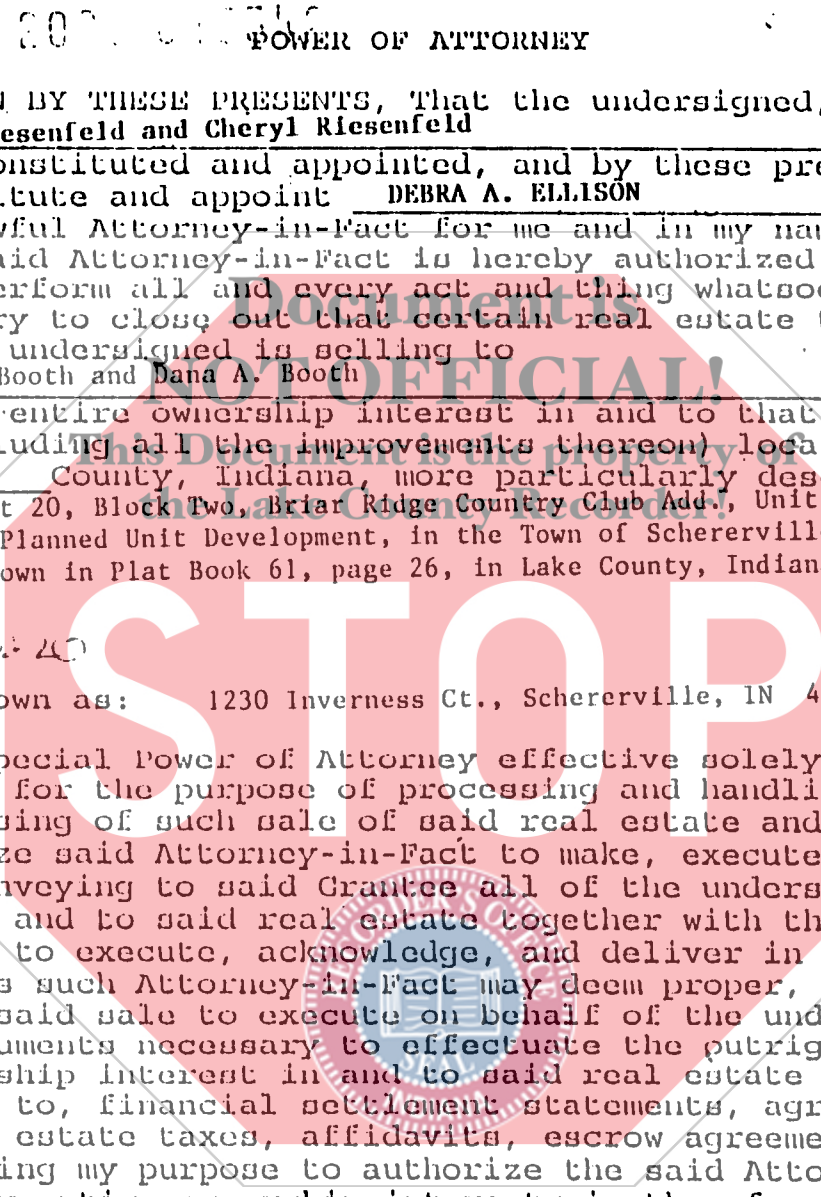 POWER OF ATTORNEY
BY THESE PRESENTS, That the undersigned,
esenfeld and Cheryl Riesenfeld
onstituted and appointed, and by these pre
tute and appoint DEBRA A. ELLISON
wful Attorney-in-Fact for me and in my nam
aid Attorney-in-Fact is hereby authorized
erform all and every act and thing whatsoe
ry to close out that certain real estate t
undersigned is selling to
Booth and Dana A. Booth
entire ownership interest in and to that
luding all the improvements thereon) loca
County, Indiana, more particularly des
t 20, Block Two, Briar Ridge Country Club Add., Unit
Planned Unit Development, in the Town of Scherervill
own in Plat Book 61, page 26, in Lake County, Indian
own as: 1230 Inverness Ct., Schererville, IN 4
pecial Power of Attorney effective solely
for the purpose of processing and handli
sing of such sale of said real estate and
ze said Attorney-in-Fact to make, execute
nveying to said Grantee all of the unders
and to said real estate together with th
to execute, acknowledge, and deliver in
s such Attorney-in-Fact may deem proper,
said sale to execute on behalf of the und
uments necessary to effectuate the outrig
ship interest in and to said real estate
to, financial settlement statements, agr
estate taxes, affidavits, escrow agreeme
ing my purpose to authorize the said Atto
Document is
NOT OFFICIAL!
This Document is the property of
the Lake County Recorder!
STOP
RECORDER'S OFFICE
SEAL
INDIANA